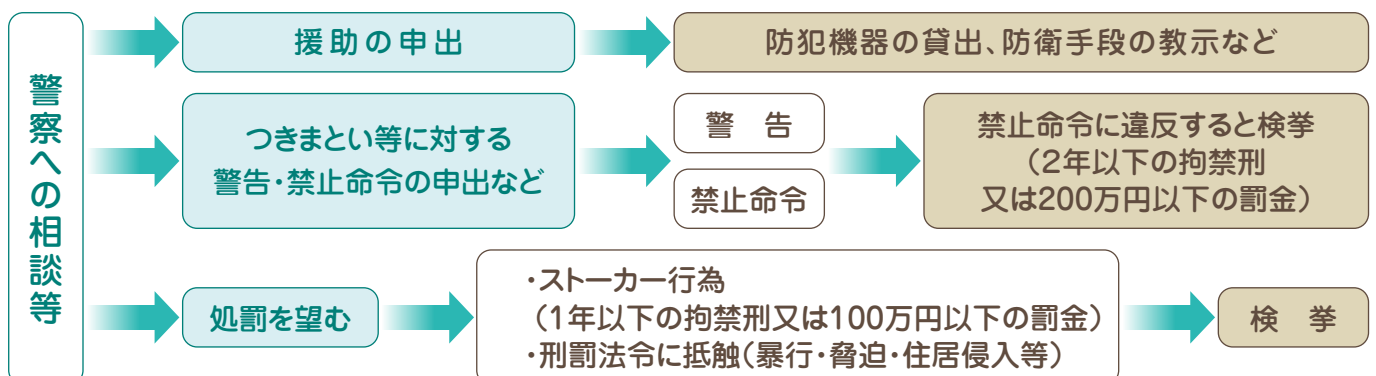 警察への相談等
援助の申出
防犯機器の貸出、防衛手段の教示など
つきまとい等に対する
警告・禁止命令の申出など
警 告
禁止命令
禁止命令に違反すると検挙
（2年以下の拘禁刑
又は200万円以下の罰金）
処罰を望む
・ストーカー行為
（1年以下の拘禁刑又は100万円以下の罰金）
・刑罰法令に抵触（暴行・脅迫・住居侵入等）
検 挙